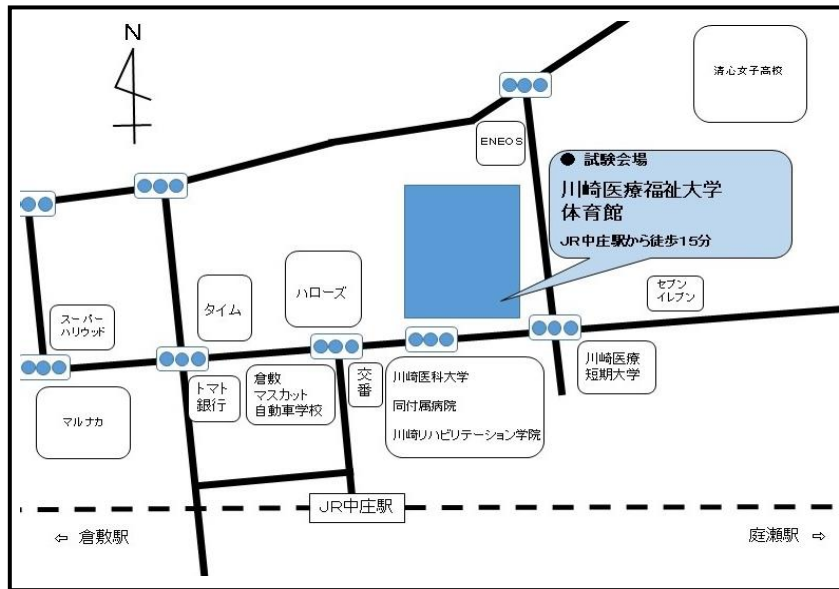 N
清心女子高校
ENEOS
● 試験会場
川崎医療福祉大学
体育館
JR中庄駅から徒歩15分
セブン
イレブン
ハローズ
タイム
スーパー
ハリウッド
マルナカ
トマト
銀行
倉敷
マスカット
自動車学校
交
番
川崎医科大学
同付属病院
川崎リハビリテーション学院
川崎医療
短期大学
JR中庄駅
⇦ 倉敷駅
庭瀬駅 ⇨